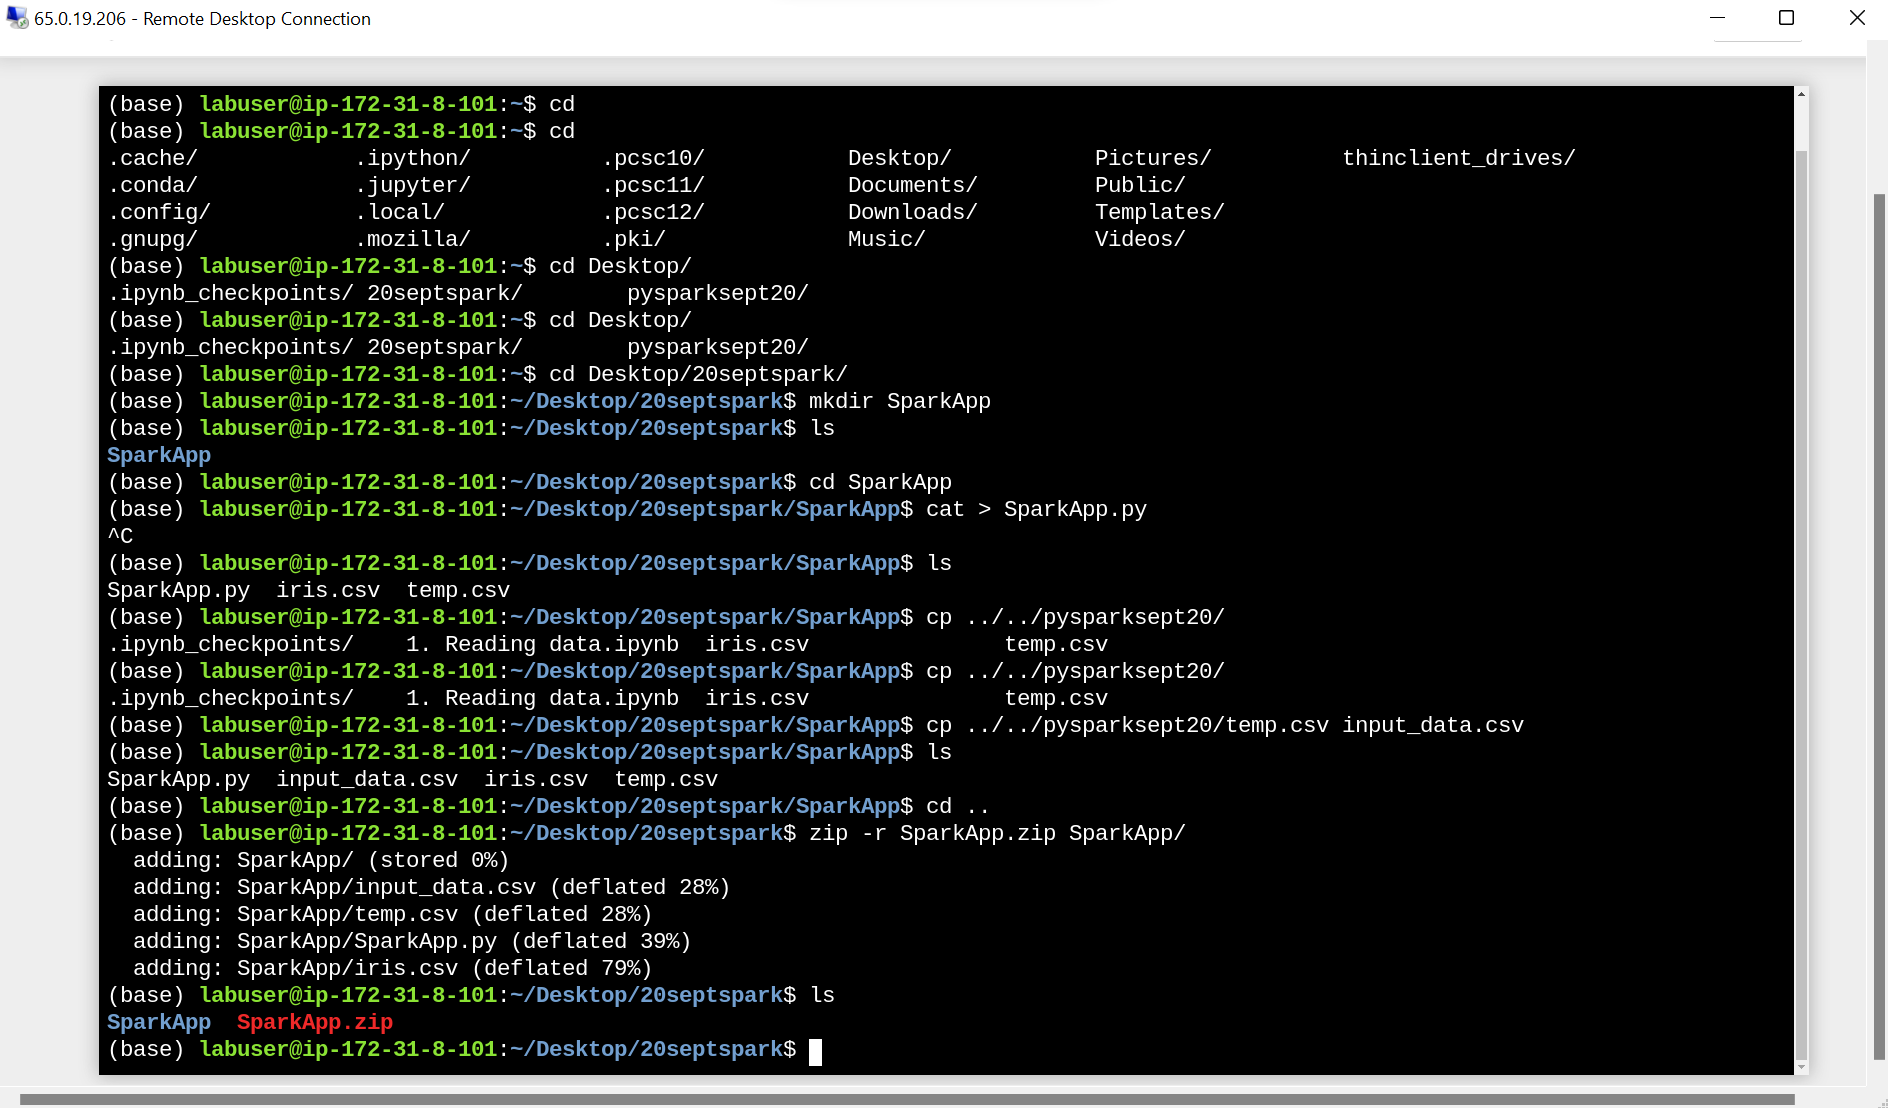 65.0.19.206 - Remote Desktop Connection
(base) labuser@ip-172-31-8-101:~$ cd
(base) labuser@ip-172-31-8-101:~$ cd
.cache/ .ipython/ .pcsc10/ Desktop/ Pictures/ thinclient_drives/
.conda/ .jupyter/ .pcsc11/ Documents/ Public/
.config/ .local/ .pcsc12/ Downloads/ Templates/
.gnupg/ .mozilla/ .pki/ Music/ Videos/
(base) labuser@ip-172-31-8-101:~$ cd Desktop/
.ipynb_checkpoints/ 20septspark/ pysparksept20/
(base) labuser@ip-172-31-8-101:~$ cd Desktop/
.ipynb_checkpoints/ 20septspark/ pysparksept20/
(base) labuser@ip-172-31-8-101:~$ cd Desktop/20septspark/
(base) labuser@ip-172-31-8-101:~/Desktop/20septspark$ mkdir SparkApp
(base) labuser@ip-172-31-8-101:~/Desktop/20septspark$ ls
SparkApp
(base) labuser@ip-172-31-8-101:~/Desktop/20septspark$ cd SparkApp
(base) labuser@ip-172-31-8-101:~/Desktop/20septspark/SparkApp$ cat > SparkApp.py
^C
(base) labuser@ip-172-31-8-101:~/Desktop/20septspark/SparkApp$ ls
SparkApp.py iris.csv temp.csv
(base) labuser@ip-172-31-8-101:~/Desktop/20septspark/SparkApp$ cp ../../pysparksept20/
.ipynb_checkpoints/ 1. Reading data.ipynb iris.csv temp.csv
(base) labuser@ip-172-31-8-101:~/Desktop/20septspark/SparkApp$ cp ../../pysparksept20/
.ipynb_checkpoints/ 1. Reading data.ipynb iris.csv temp.csv
(base) labuser@ip-172-31-8-101:~/Desktop/20septspark/SparkApp$ cp ../../pysparksept20/temp.csv input_data.csv
(base) labuser@ip-172-31-8-101:~/Desktop/20septspark/SparkApp$ ls
SparkApp.py input_data.csv iris.csv temp.csv
(base) labuser@ip-172-31-8-101:~/Desktop/20septspark/SparkApp$ cd ..
(base) labuser@ip-172-31-8-101:~/Desktop/20septspark$ zip -r SparkApp.zip SparkApp/
adding: SparkApp/ (stored 0%)
adding: SparkApp/input_data.csv (deflated 28%)
adding: SparkApp/temp.csv (deflated 28%)
adding: SparkApp/SparkApp.py (deflated 39%)
adding: SparkApp/iris.csv (deflated 79%)
(base) labuser@ip-172-31-8-101:~/Desktop/20septspark$ ls
SparkApp SparkApp.zip
(base) labuser@ip-172-31-8-101:~/Desktop/20septspark$